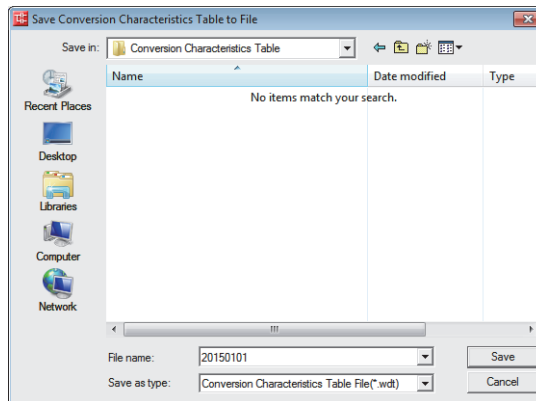 Save Conversion Characteristics Table to File
Save in: Conversion Characteristics Table
Name Date modified Type
No items match your search.
Recent Places
Desktop
Libraries
Computer
Network
File name: 20150101 Save
Save as type: Conversion Characteristics Table File(*.wdt) Cancel